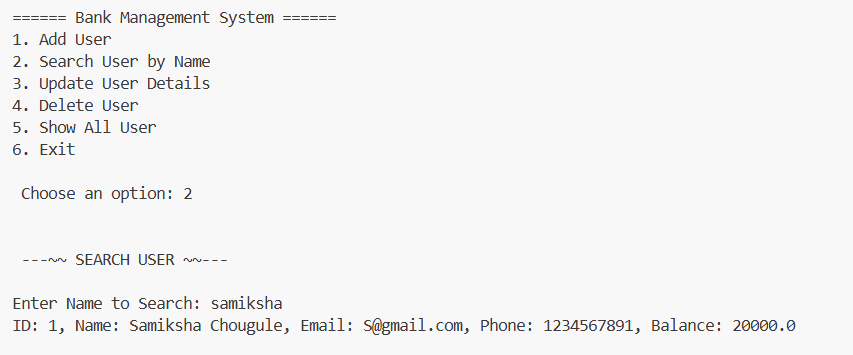 ====== Bank Management System ======
1. Add User
2. Search User by Name
3. Update User Details
4. Delete User
5. Show All User
6. Exit
Choose an option: 2
---~~ SEARCH USER ~~---
Enter Name to Search: samiksha
ID: 1, Name: Samiksha Chougule, Email: S@gmail.com, Phone: 1234567891, Balance: 20000.0